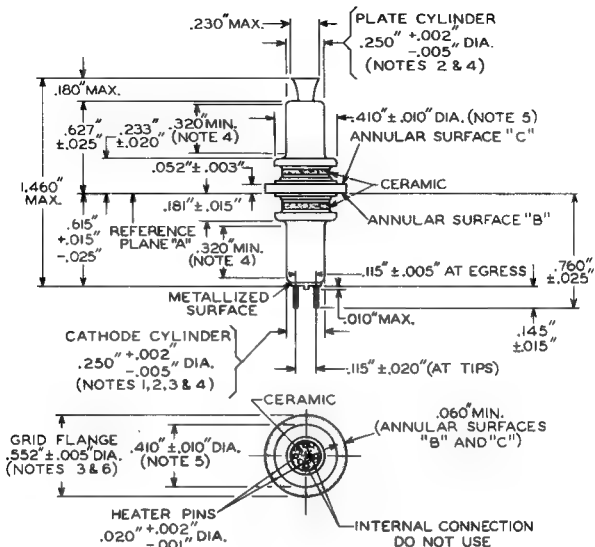 .230" MAX.
PLATE CYLINDER
.250" +.002" -.005" DIA.
(NOTES 2 & 4)
.180" MAX.
.627" ±.025"
.233" ±.020"
.320" MIN. (NOTE 4)
.410" ±.010" DIA. (NOTE 5)
ANNULAR SURFACE "C"
.052" ±.003"
CERAMIC
1.460" MAX.
.181" ±.015"
REFERENCE PLANE "A"
ANNULAR SURFACE "B"
.615" +.015" -.025"
.320" MIN. (NOTE 4)
.115" ±.005" AT EGRESS
.760" ±.025"
METALLIZED SURFACE
.010" MAX.
.145" ±.015"
CATHODE CYLINDER
.250" +.002" -.005" DIA.
(NOTES 1,2,3 & 4)
.115" ±.020" (AT TIPS)
CERAMIC
.060" MIN.
(ANNULAR SURFACES
"B" AND "C")
GRID FLANGE
.552" ±.005" DIA.
(NOTES 3 & 6)
.410" ±.010" DIA.
(NOTE 5)
HEATER PINS
.020" +.002" -.001" DIA.
INTERNAL CONNECTION
DO NOT USE